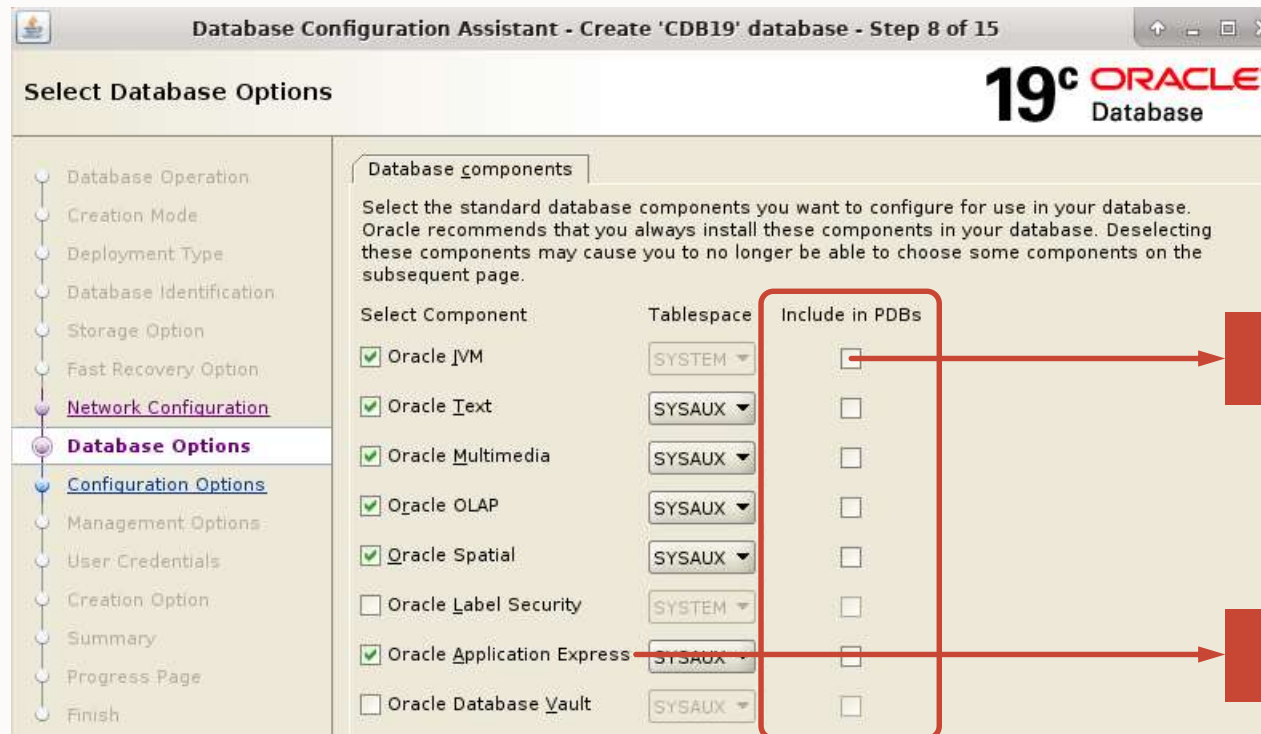 Database Configuration Assistant - Create 'CDB19' database - Step 8 of 15
Select Database Options
19c ORACLE
Database
Database Operation
Creation Mode
Deployment Type
Database Identification
Storage Option
Fast Recovery Option
Network Configuration
Database Options
Configuration Options
Management Options
User Credentials
Creation Option
Summary
Progress Page
Finish
Database components
Select the standard database components you want to configure for use in your database.
Oracle recommends that you always install these components in your database. Deselecting
these components may cause you to no longer be able to choose some components on the
subsequent page.
Select Component Tablespace Include in PDBs
Oracle JVM SYSTEM
Oracle Text SYSAUX
Oracle Multimedia SYSAUX
Oracle OLAP SYSAUX
Oracle Spatial SYSAUX
Oracle Label Security SYSTEM
Oracle Application Express SYSAUX
Oracle Database Vault SYSAUX